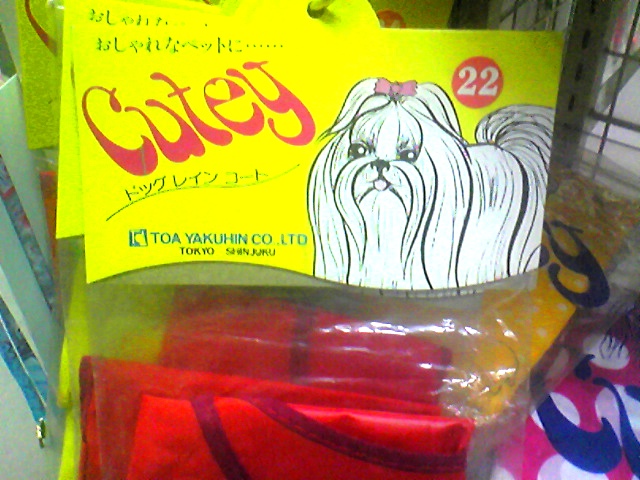 おしゃれな
おしゃれなペットに……
Cutey
22
ドッグ レイン コート
TOA YAKUHIN CO.,LTD
TOKYO SHINJUKU